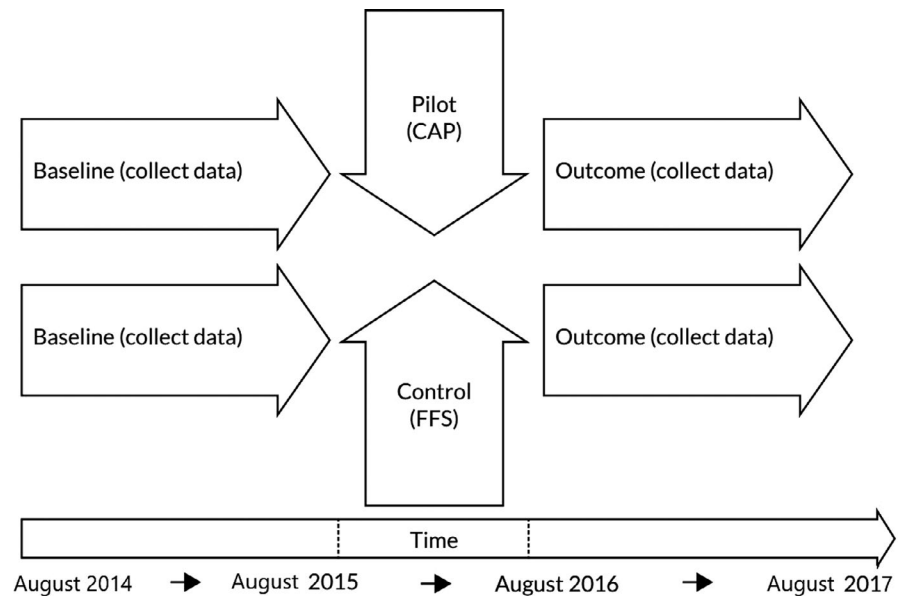 Pilot
(CAP)
Baseline (collect data)
Outcome (collect data)
Baseline (collect data)
Outcome (collect data)
Control
(FFS)
Time
August 2014
August 2015
August 2016
August 2017